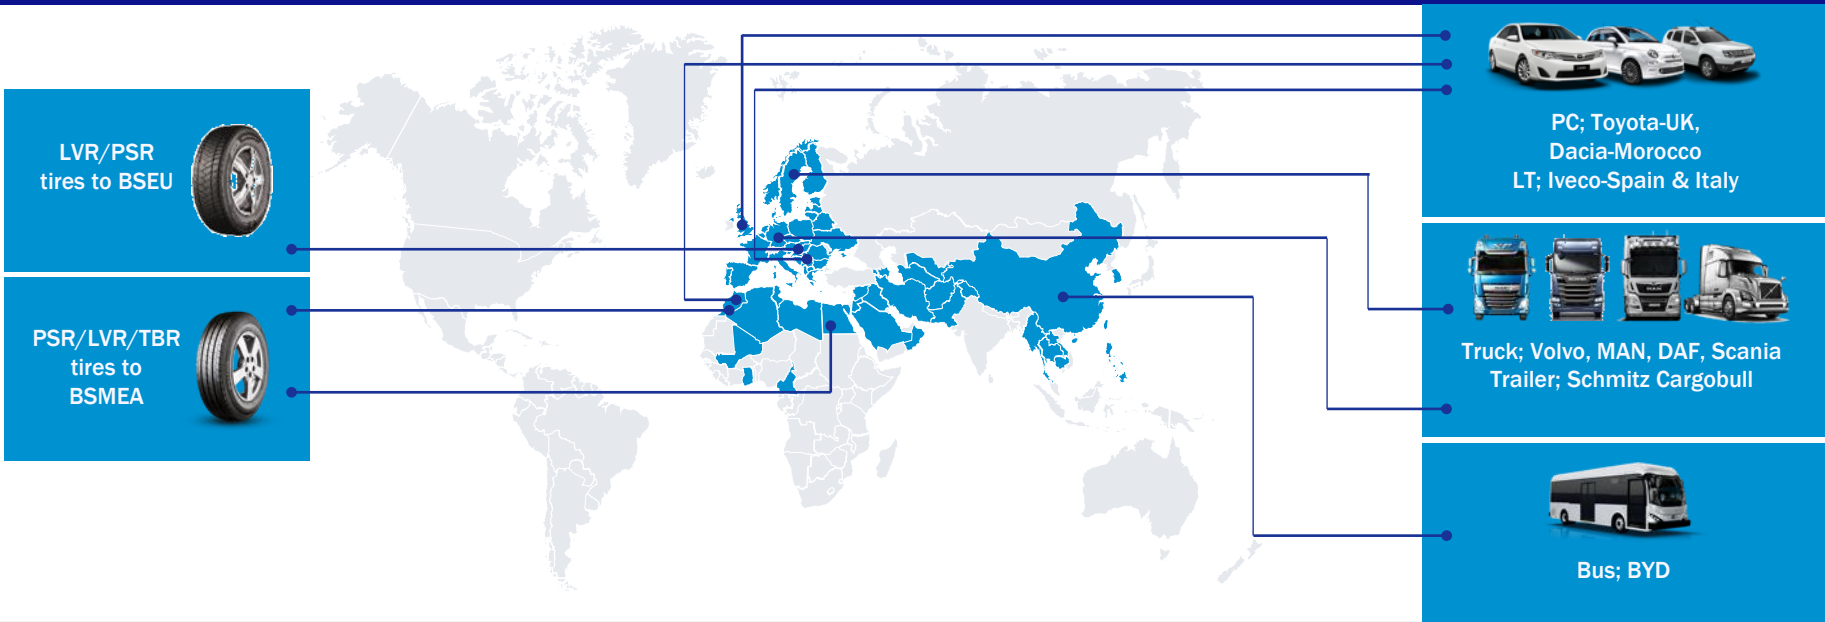 LVR/PSR
tires to BSEU
PSR/LVR/TBR
tires to
BSMEA
PC; Toyota-UK,
Dacia-Morocco
LT; Iveco-Spain & Italy
Truck; Volvo, MAN, DAF, Scania
Trailer; Schmitz Cargobull
Bus; BYD